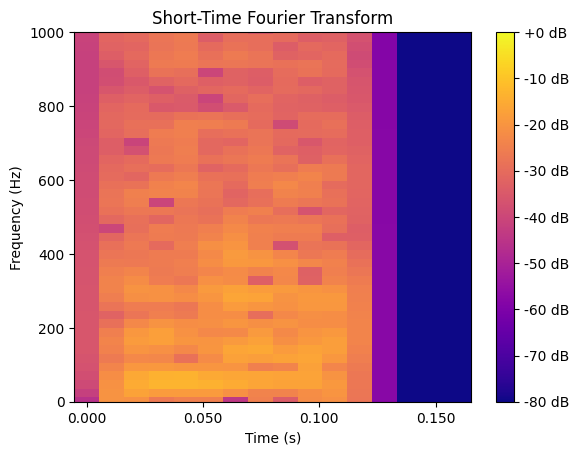 Short-Time Fourier Transform
1000
800
600
400
200
0
Frequency (Hz)
0.000
0.050
0.100
0.150
Time (s)
+0 dB
-10 dB
-20 dB
-30 dB
-40 dB
-50 dB
-60 dB
-70 dB
-80 dB